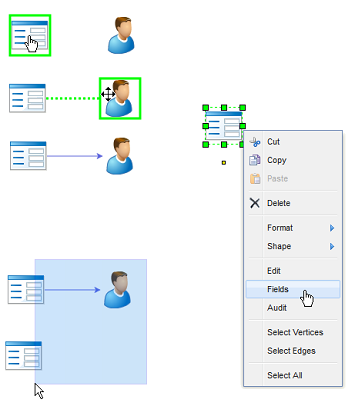 Cut
Copy
Paste
Delete
Format
Shape
Edit
Fields
Audit
Select Vertices
Select Edges
Select All